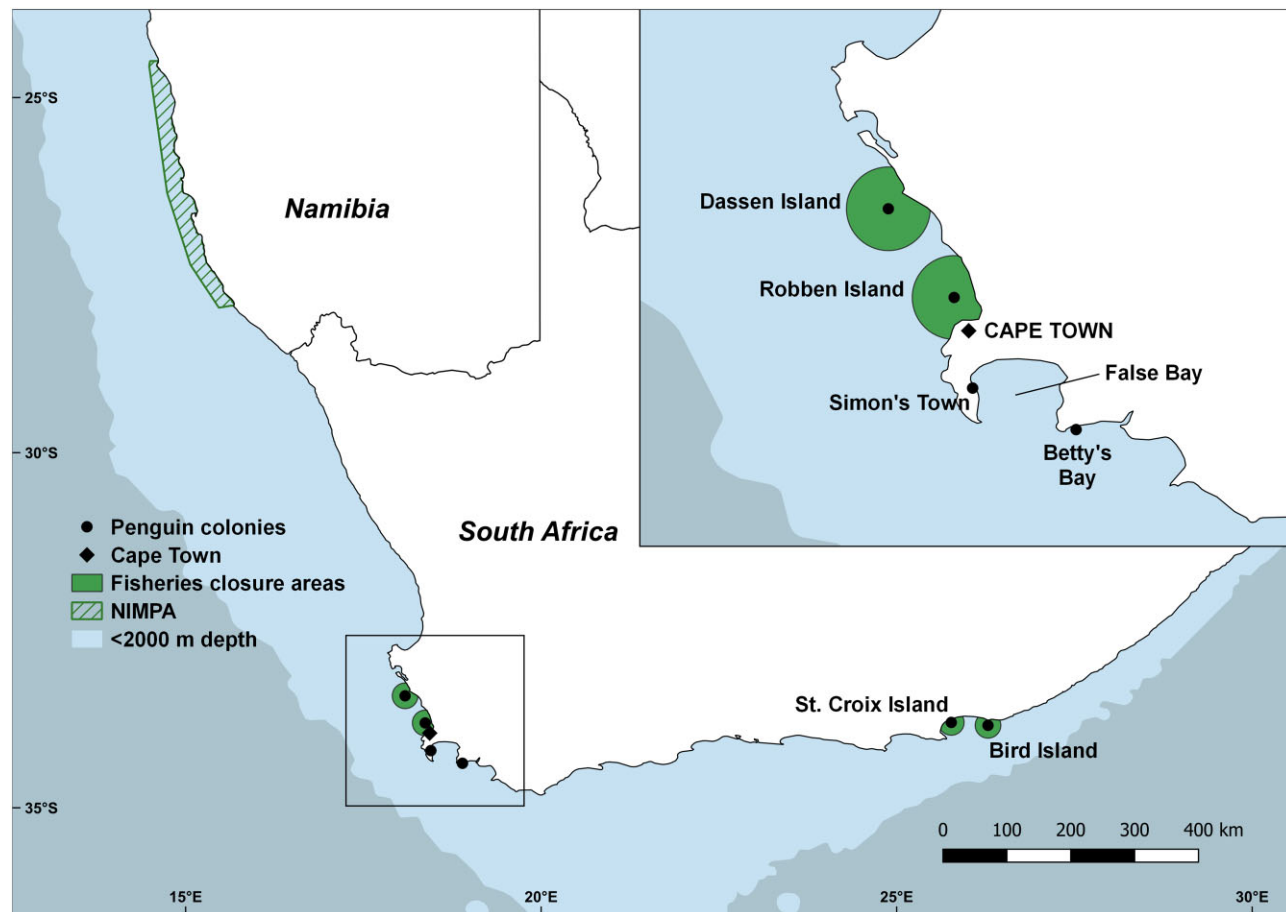 25°S
Namibia
Dassen Island
Robben Island
CAPE TOWN
False Bay
Simon's Town
Betty's
Bay
30°S
Penguin colonies
Cape Town
Fisheries closure areas
NIMPA
<2000 m depth
South Africa
St. Croix Island
Bird Island
35°S
0 100 200 300 400 km
15°E 20°E 25°E 30°E